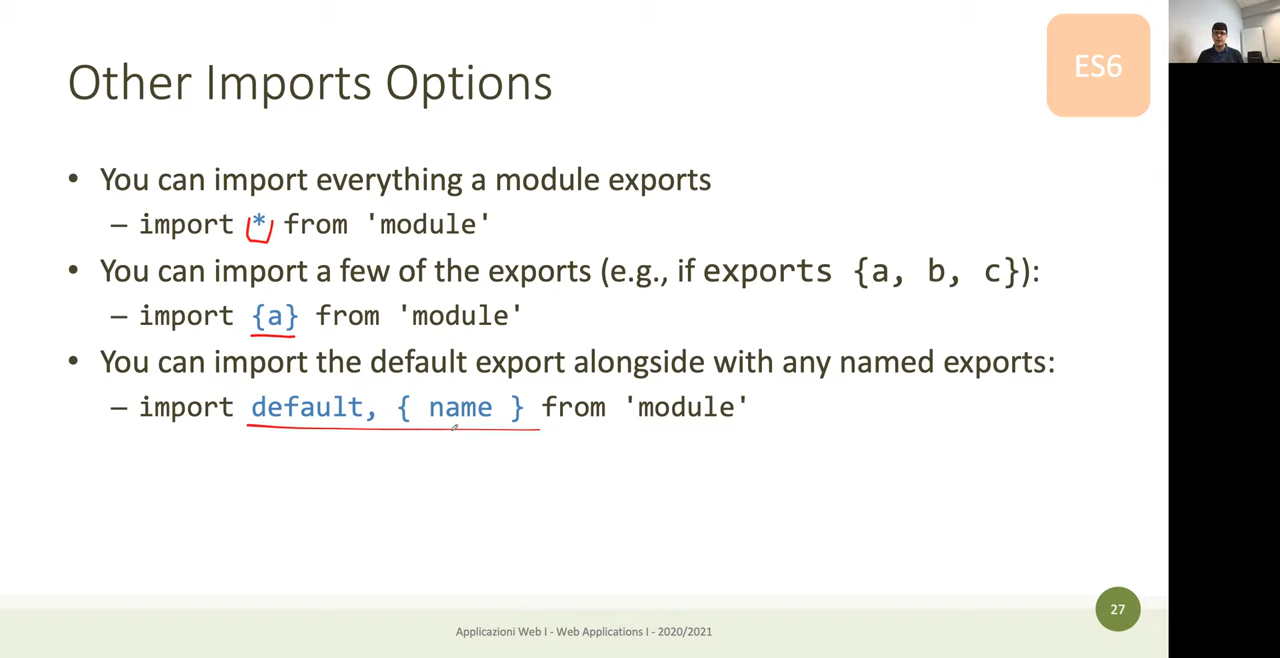 ES6
Other Imports Options
• You can import everything a module exports
– import * from 'module'
• You can import a few of the exports (e.g., if exports {a, b, c}):
– import {a} from 'module'
• You can import the default export alongside with any named exports:
– import default, { name } from 'module'
27
Applicazioni Web I - Web Applications I - 2020/2021